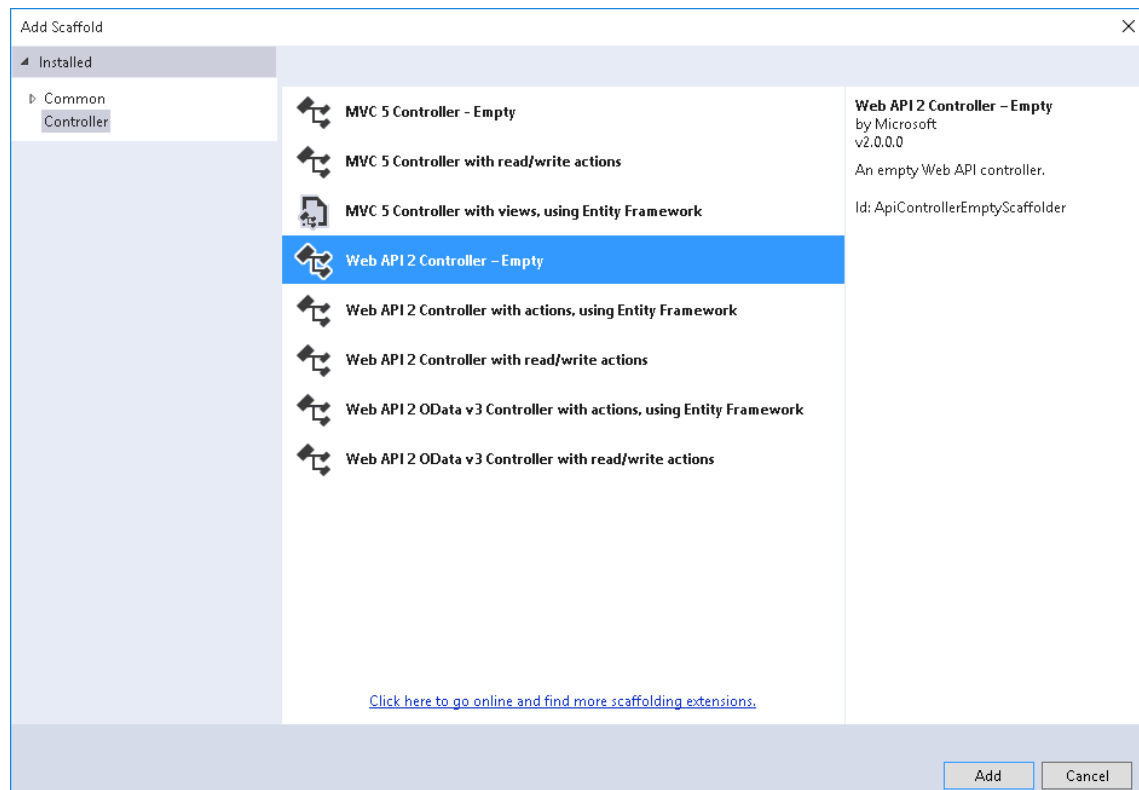 Add Scaffold
Installed
Common
Controller
MVC 5 Controller - Empty
MVC 5 Controller with read/write actions
MVC 5 Controller with views, using Entity Framework
Web API 2 Controller – Empty
Web API 2 Controller with actions, using Entity Framework
Web API 2 Controller with read/write actions
Web API 2 OData v3 Controller with actions, using Entity Framework
Web API 2 OData v3 Controller with read/write actions
Click here to go online and find more scaffolding extensions.
Web API 2 Controller – Empty
by Microsoft
v2.0.0.0
An empty Web API controller.
Id: ApiControllerEmptyScaffolder
Add
Cancel